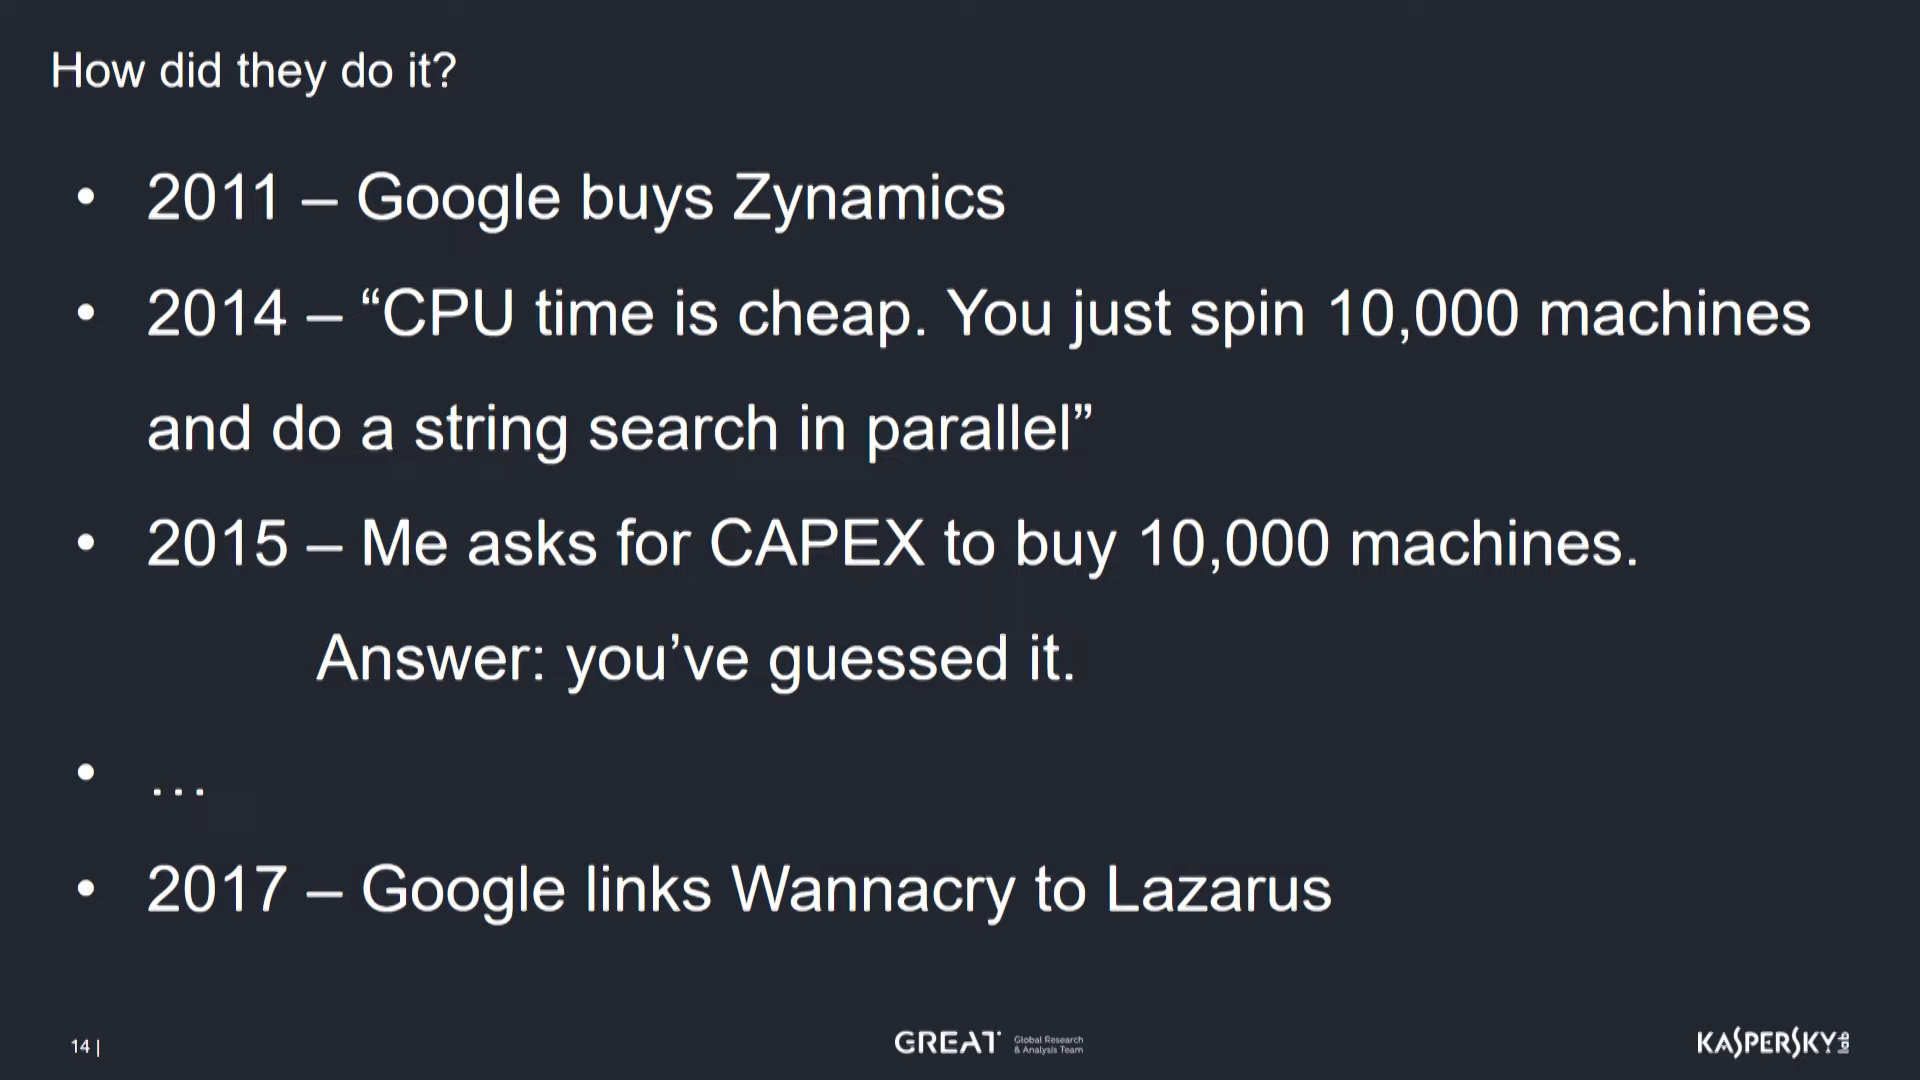 How did they do it?
• 2011 – Google buys Zynamics
• 2014 – “CPU time is cheap. You just spin 10,000 machines
and do a string search in parallel”
• 2015 – Me asks for CAPEX to buy 10,000 machines.
Answer: you’ve guessed it.
• …
• 2017 – Google links Wannacry to Lazarus
14 |
GREAT Global Research
& Analysis Team
KASPERSKY lab